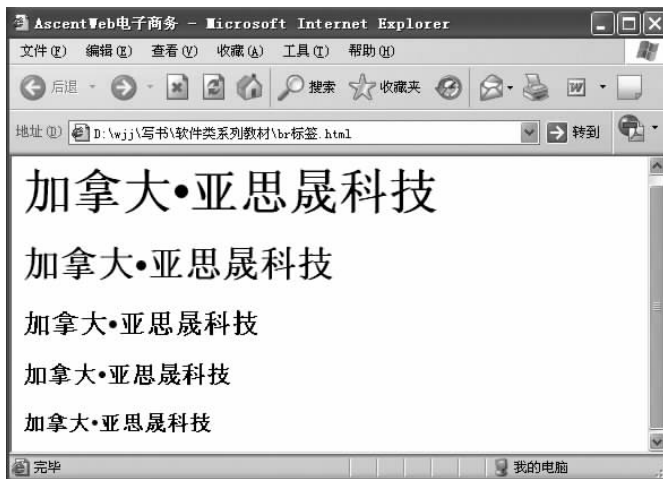 AscentWeb电子商务 - Microsoft Internet Explorer
文件(F) 编辑(E) 查看(V) 收藏(A) 工具(T) 帮助(H)
后退 搜索 收藏夹 W
地址(D) D:\wjj\写书\软件类系列教材\br标签.html 转到
加拿大•亚思晟科技
加拿大•亚思晟科技
加拿大•亚思晟科技
加拿大•亚思晟科技
加拿大•亚思晟科技
完毕 我的电脑